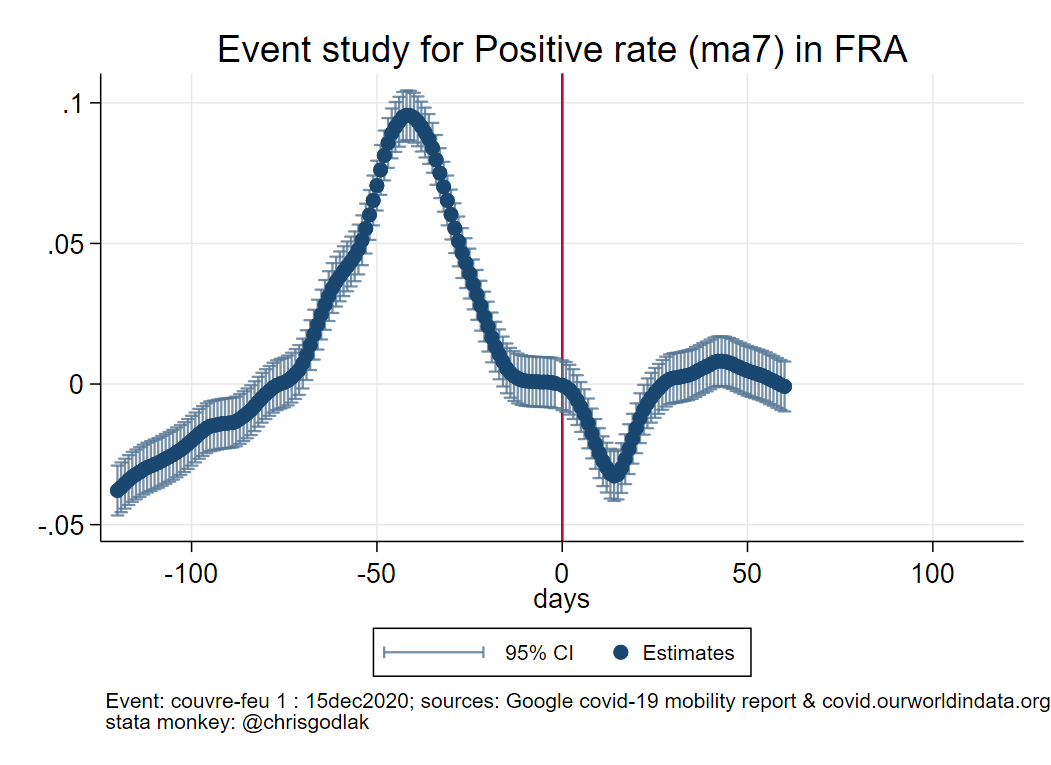 Event study for Positive rate (ma7) in FRA
.1
.05
0
-.05
-100
-50
0
50
100
days
95% CI
Estimates
Event: couvre-feu 1 : 15dec2020; sources: Google covid-19 mobility report & covid.ourworldindata.org
stata monkey: @chrisgodlak